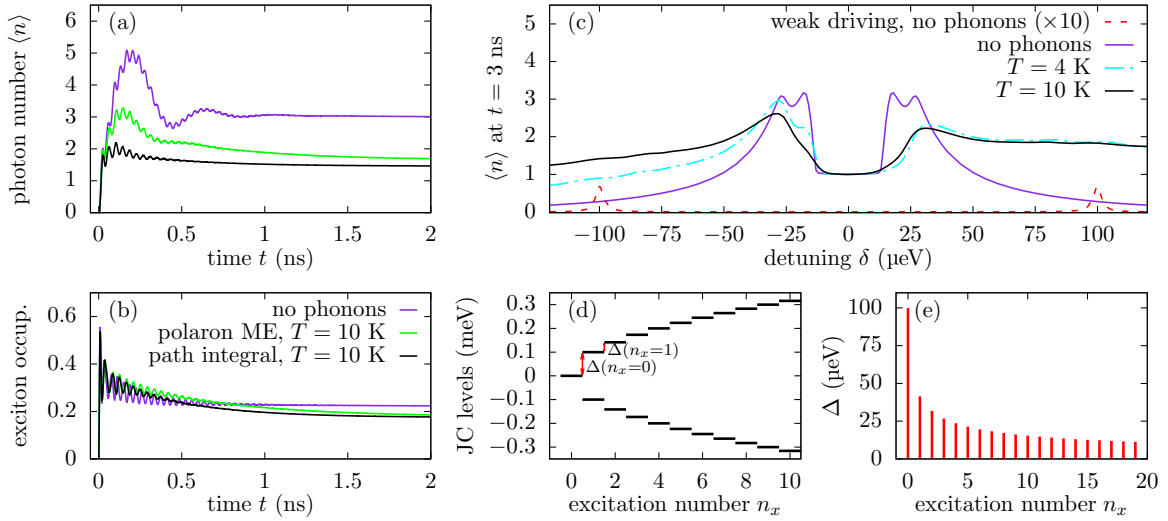 (a)
photon number ⟨n⟩
6
5
4
3
2
1
0
0 0.5 1 1.5 2
time t (ns)
(b)
exciton occup.
0.6
0.4
0.2
0
no phonons
polaron ME, T = 10 K
path integral, T = 10 K
0 0.5 1 1.5 2
time t (ns)
(c)
⟨n⟩ at t = 3 ns
5
4
3
2
1
0
weak driving, no phonons (×10)
no phonons
T = 4 K
T = 10 K
−100 −75 −50 −25 0 25 50 75 100
detuning δ (µeV)
(d)
JC levels (meV)
0.3
0.2
0.1
0
−0.1
−0.2
−0.3
Δ(nx=1)
Δ(nx=0)
0 2 4 6 8 10
excitation number nx
(e)
Δ (µeV)
100
75
50
25
0
0 5 10 15 20
excitation number nx